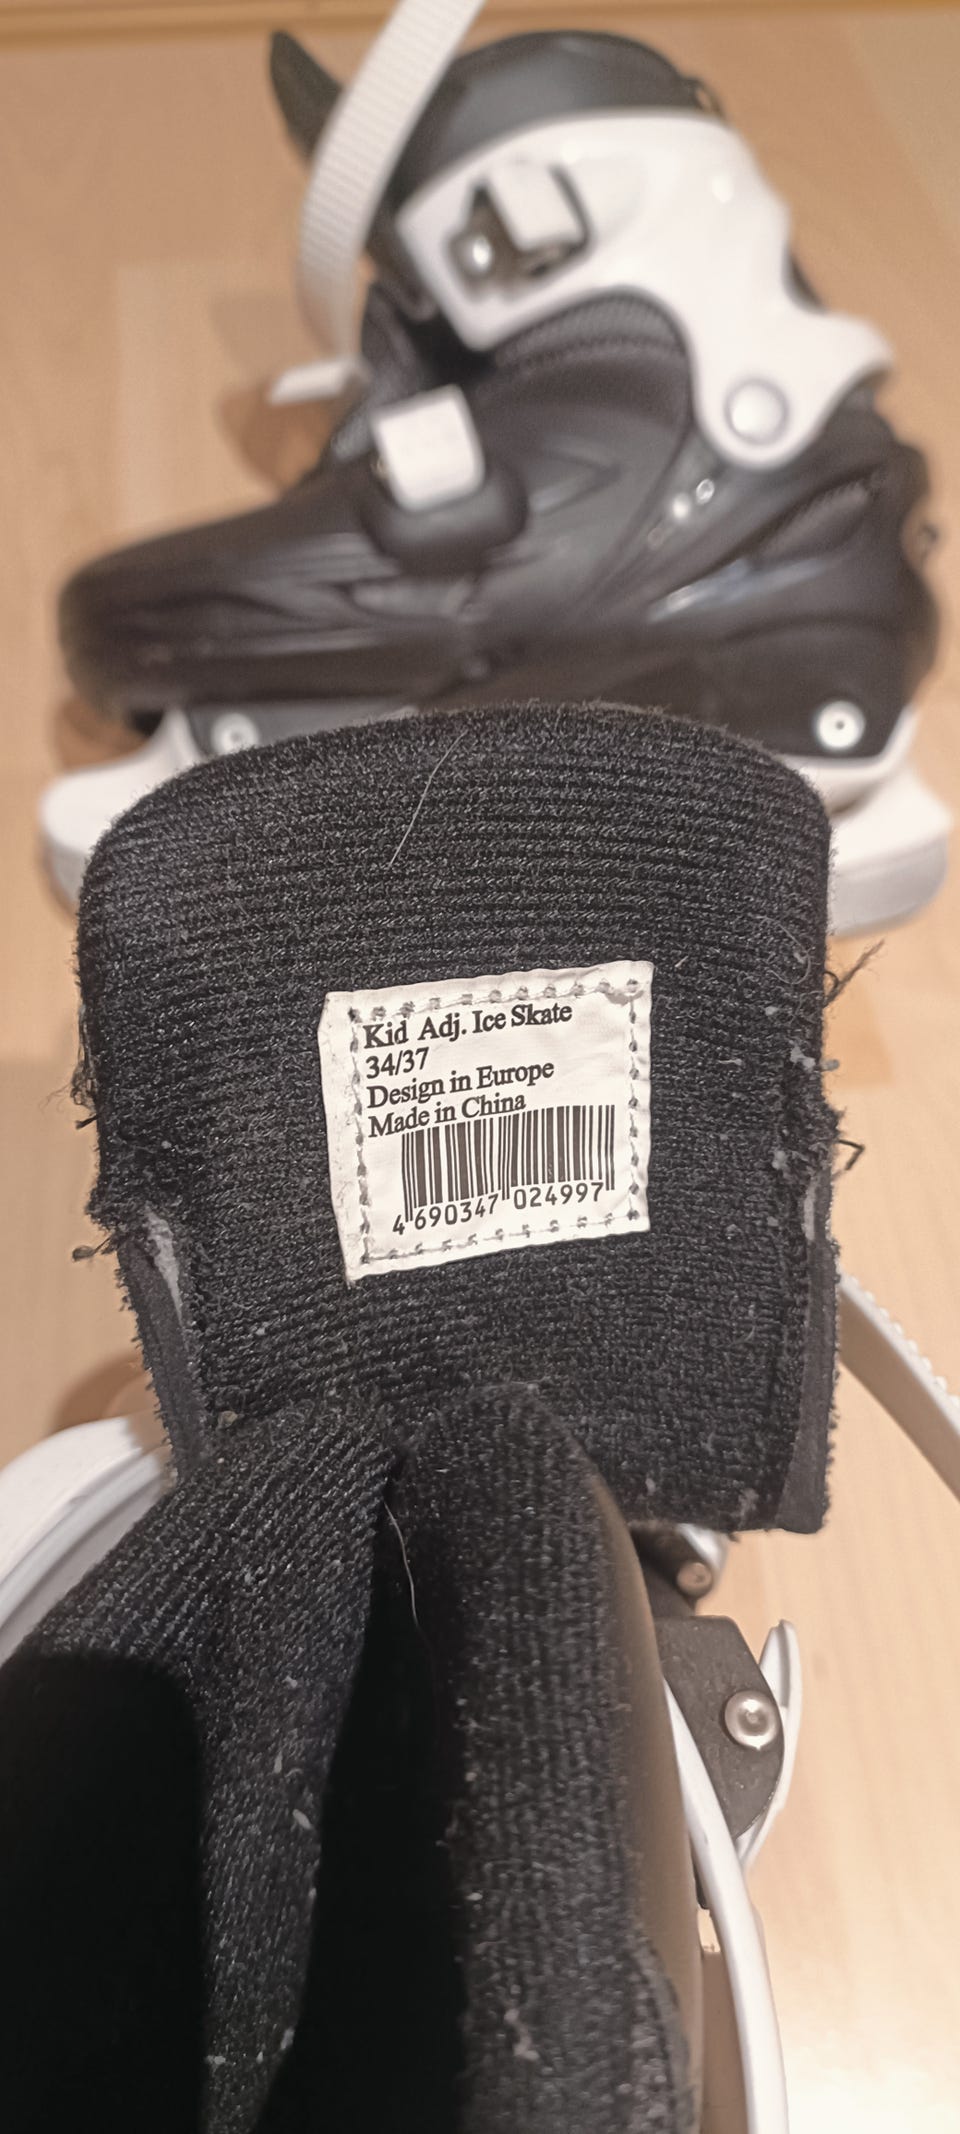 Kid Adj. Ice Skate
34/37
Design in Europe
Made in China
4 690347 024997